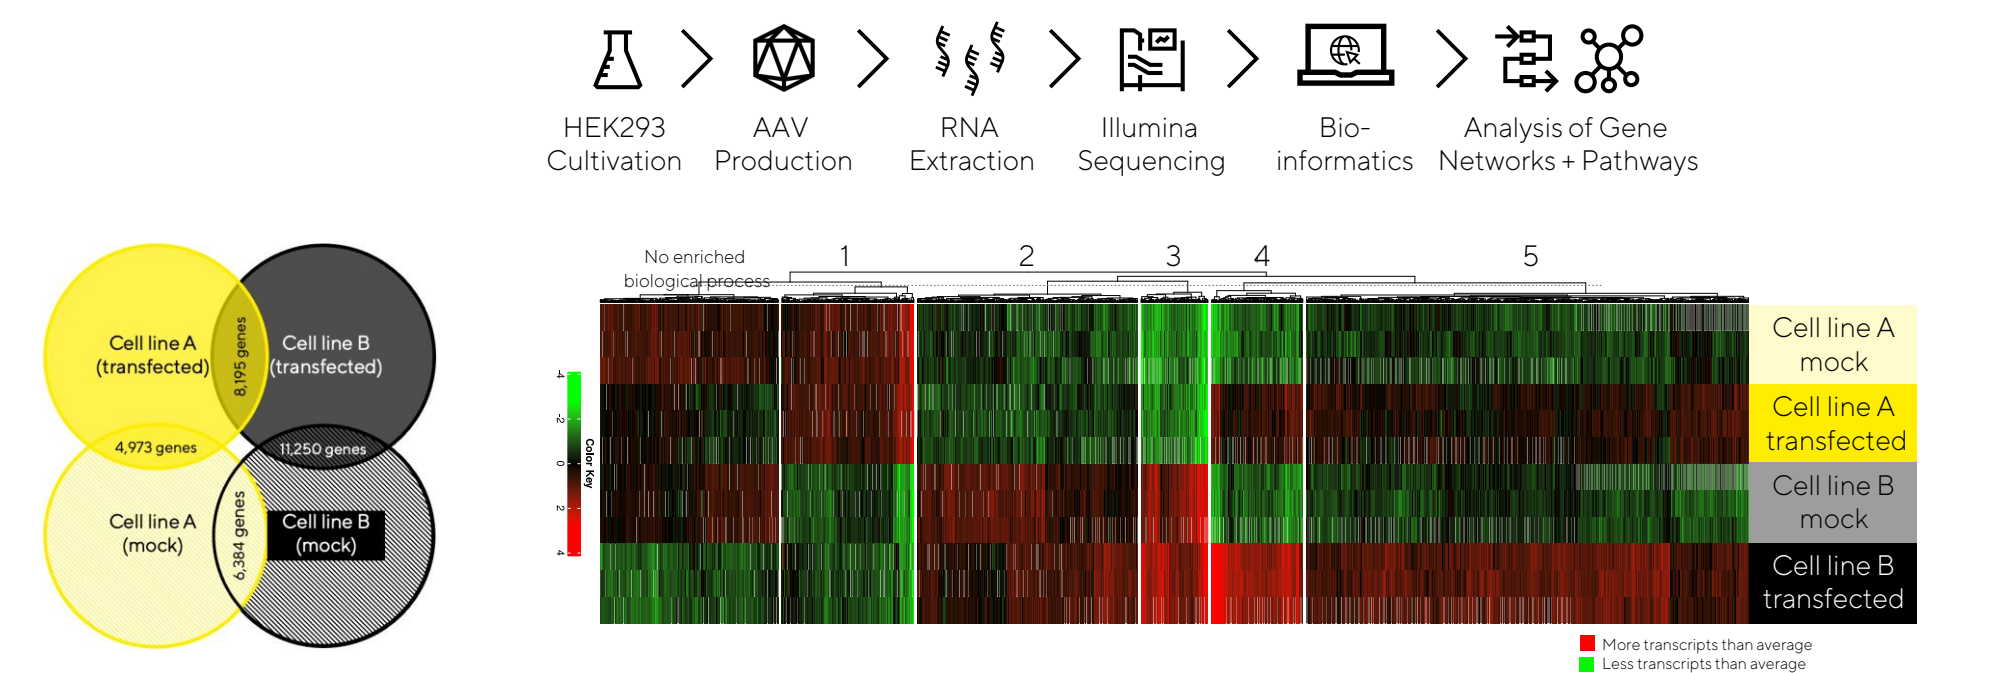 HEK293
Cultivation
AAV
Production
RNA
Extraction
Illumina
Sequencing
Bio-
informatics
Analysis of Gene
Networks + Pathways
Cell line A
(transfected)
8,195 genes
Cell line B
(transfected)
4,973 genes
11,250 genes
Cell line A
(mock)
6,384 genes
Cell line B
(mock)
No enriched
biological process
1
2
3
4
5
-4
-2
0
2
4
Color Key
Cell line A
mock
Cell line A
transfected
Cell line B
mock
Cell line B
transfected
More transcripts than average
Less transcripts than average